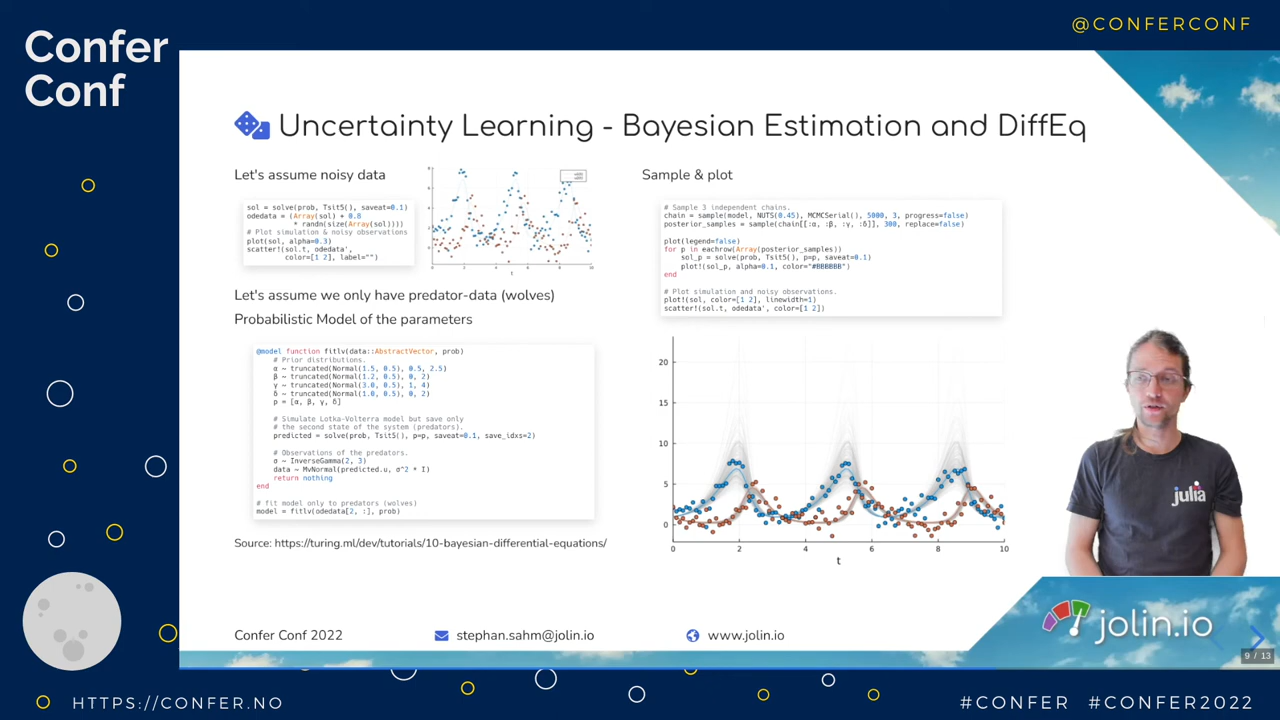 Confer
Conf
@CONFERCONF
Uncertainty Learning - Bayesian Estimation and DiffEq
Let's assume noisy data
sol = solve(prob, Tsit5(), saveat=0.1)
odedata = (Array(sol) + 0.8
* randn(size(Array(sol))))
# Plot simulation & noisy observations
plot(sol, alpha=0.3)
scatter!(sol.t, odedata',
color=[1 2], label="")
t
Let's assume we only have predator-data (wolves)
Probabilistic Model of the parameters
@model function fitlv(data::AbstractVector, prob)
# Prior distributions.
α ~ truncated(Normal(1.5, 0.5), 0.5, 2.5)
β ~ truncated(Normal(1.2, 0.5), 0, 2)
γ ~ truncated(Normal(3.0, 0.5), 1, 4)
δ ~ truncated(Normal(1.0, 0.5), 0, 2)
p = [α, β, γ, δ]
# Simulate Lotka-Volterra model but save only
# the second state of the system (predators).
predicted = solve(prob, Tsit5(), p=p, saveat=0.1, save_idxs=2)
# Observations of the predators.
σ ~ InverseGamma(2, 3)
data ~ MvNormal(predicted.u, σ^2 * I)
return nothing
end
# fit model only to predators (wolves)
model = fitlv(odedata[2, :], prob)
Source: https://turing.ml/dev/tutorials/10-bayesian-differential-equations/
Sample & plot
# Sample 3 independent chains.
chain = sample(model, NUTS(0.45), MCMCSerial(), 5000, 3, progress=false)
posterior_samples = sample(chain[[:α, :β, :γ, :δ]], 300, replace=false)
plot(legend=false)
for p in eachrow(Array(posterior_samples))
sol_p = solve(prob, Tsit5(), p=p, saveat=0.1)
plot!(sol_p, alpha=0.1, color="#BBBBBB")
end
# Plot simulation and noisy observations.
plot!(sol, color=[1 2], linewidth=1)
scatter!(sol.t, odedata', color=[1 2])
20
15
10
5
0
0 2 4 6 8 10
t
julia
jolin.io
Confer Conf 2022
stephan.sahm@jolin.io
www.jolin.io
9 / 13
HTTPS://CONFER.NO
#CONFER #CONFER2022